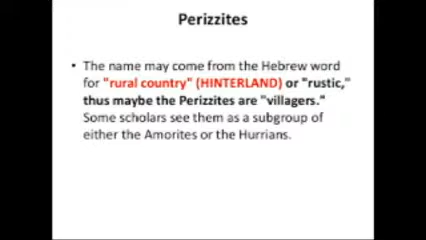 Perizzites
• The name may come from the Hebrew word
for "rural country" (HINTERLAND) or "rustic,"
thus maybe the Perizzites are "villagers."
Some scholars see them as a subgroup of
either the Amorites or the Hurrians.